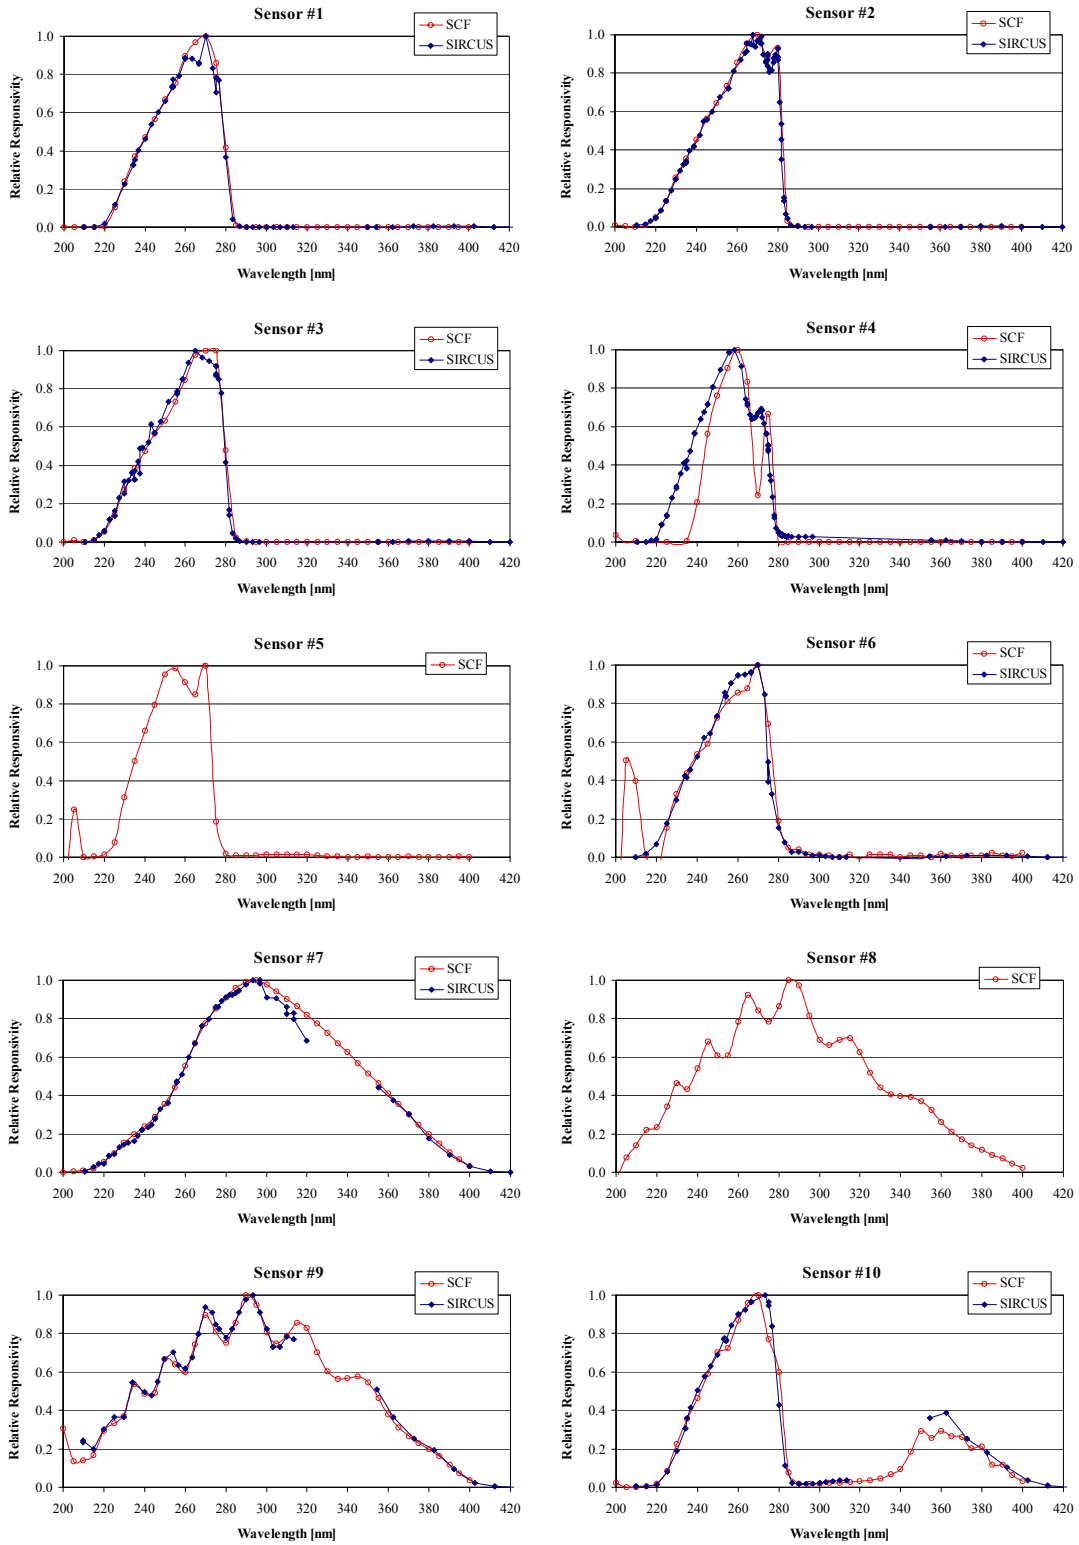 Sensor #1
SCF
SIRCUS
Relative Responsivity
1.0
0.8
0.6
0.4
0.2
0.0
200 220 240 260 280 300 320 340 360 380 400 420
Wavelength [nm]
Sensor #2
SCF
SIRCUS
Relative Responsivity
1.0
0.8
0.6
0.4
0.2
0.0
200 220 240 260 280 300 320 340 360 380 400 420
Wavelength [nm]
Sensor #3
SCF
SIRCUS
Relative Responsivity
1.0
0.8
0.6
0.4
0.2
0.0
200 220 240 260 280 300 320 340 360 380 400 420
Wavelength [nm]
Sensor #4
SCF
SIRCUS
Relative Responsivity
1.0
0.8
0.6
0.4
0.2
0.0
200 220 240 260 280 300 320 340 360 380 400 420
Wavelength [nm]
Sensor #5
SCF
Relative Responsivity
1.0
0.8
0.6
0.4
0.2
0.0
200 220 240 260 280 300 320 340 360 380 400 420
Wavelength [nm]
Sensor #6
SCF
SIRCUS
Relative Responsivity
1.0
0.8
0.6
0.4
0.2
0.0
200 220 240 260 280 300 320 340 360 380 400 420
Wavelength [nm]
Sensor #7
SCF
SIRCUS
Relative Responsivity
1.0
0.8
0.6
0.4
0.2
0.0
200 220 240 260 280 300 320 340 360 380 400 420
Wavelength [nm]
Sensor #8
SCF
Relative Responsivity
1.0
0.8
0.6
0.4
0.2
0.0
200 220 240 260 280 300 320 340 360 380 400 420
Wavelength [nm]
Sensor #9
SCF
SIRCUS
Relative Responsivity
1.0
0.8
0.6
0.4
0.2
0.0
200 220 240 260 280 300 320 340 360 380 400 420
Wavelength [nm]
Sensor #10
SCF
SIRCUS
Relative Responsivity
1.0
0.8
0.6
0.4
0.2
0.0
200 220 240 260 280 300 320 340 360 380 400 420
Wavelength [nm]